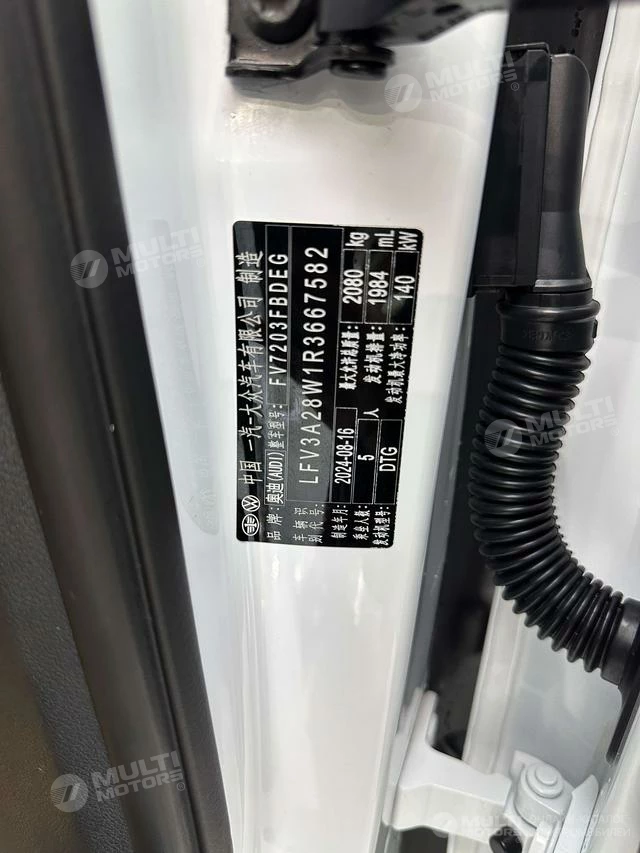 中国 一汽-大众汽车有限公司 制造
品 牌: 奥迪(AUDI) 整车型号: FV7203FBDEG
车 辆 识
别 代 号: LFV3A28W1R3667582
制造年月: 2024-08-16 最大允许总质量: 2080 kg
乘坐人数: 5 人 发动机排量: 1984 mL
发动机型号: DTG 发动机最大净功率: 140 kW
MULTI
MOTORS
MULTI
MOTORS
MULTI
MOTORS
MULTI
MOTORS
MULTI
MOTORS